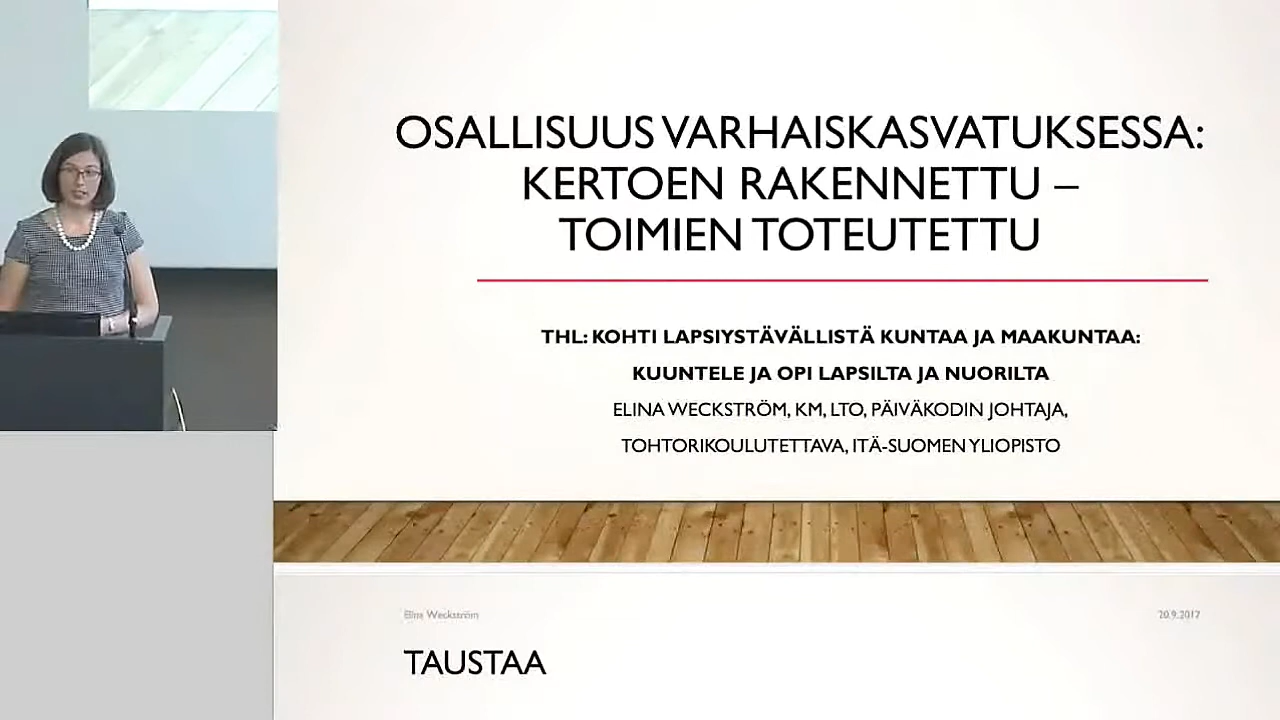 OSALLISUUS VARHAISKASVATUKSESSA:
KERTOEN RAKENNETTU –
TOIMIEN TOTEUTETTU
THL: KOHTI LAPSIYSTÄVÄLLISTÄ KUNTAA JA MAAKUNTAA:
KUUNTELE JA OPI LAPSILTA JA NUORILTA
ELINA WECKSTRÖM, KM, LTO, PÄIVÄKODIN JOHTAJA,
TOHTORIKOULUTETTAVA, ITÄ-SUOMEN YLIOPISTO
Elina Weckström
20.9.2017
TAUSTAA